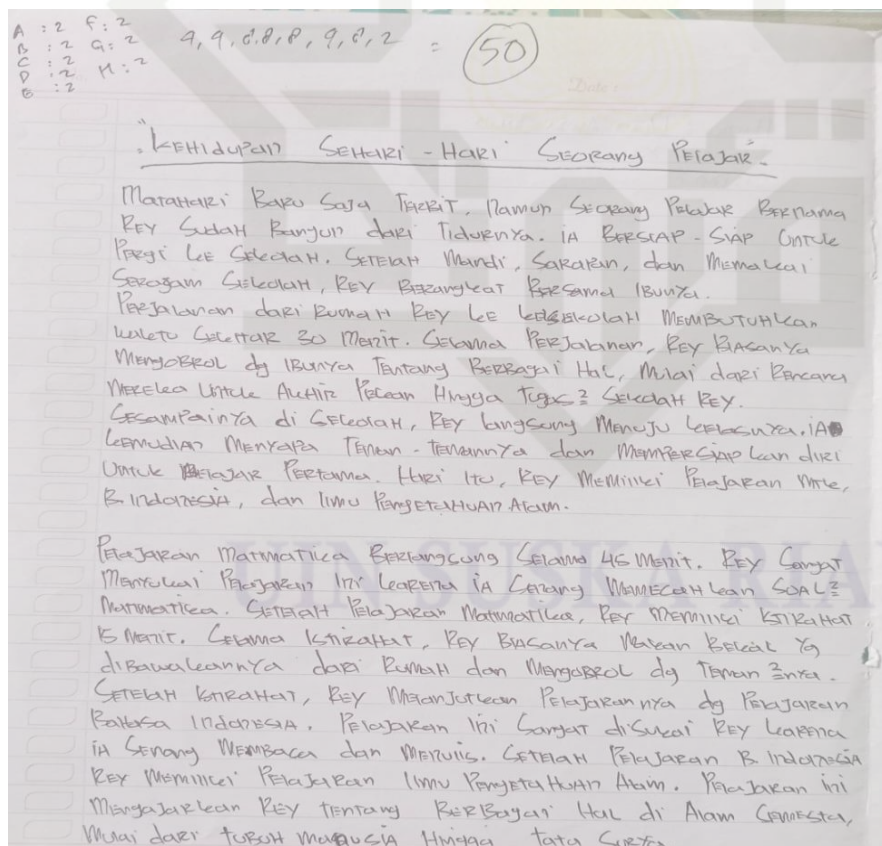 A : 2 F : 2
B : 2 G : 2 9, 9, 8, 8, 8, 9, 8, 2 = 50
C : 2 H : 2
D : 2
E : 2
Date :
"KEHIdUPAN SEHARI - HARI SEORANG PELAJAR"
MATAHARI BARU SAJA TERBIT, NAMUN SEORANG PELAJAR BERNAMA
REY SUDAH BANGUN dari TIDURNYA. IA BERSIAP - SIAP UNTUK
PERGI KE SEKOLAH. SETELAH MANDI, SARAPAN, dan MEMAKAI
SERAGAM SEKOLAH, REY BERANGKAT BERSAMA IBUNYA.
PERJALANAN dari RUMAH REY KE SEKOLAH MEMBUTUHKAN
WAKTU SEKITAR 30 MENIT. SELAMA PERJALANAN, REY BIASANYA
MENGOBROL dg IBUNYA TENTANG BERBAGAI HAL, MULAI dari RENCANA
MEREKA UNTUK AKHIR PEKAN HINGGA TUGAS2 SEKOLAH REY.
SESAMPAINYA di SEKOLAH, REY langsung MENUJU KELASNYA. IA
KEMUDIAN MENYAPA TEMAN - TEMANNYA dan MEMPERSIAPKAN diri
UNTUK BELAJAR PERTAMA. HARI ITU, REY MEMILIKI PELAJARAN MTK,
B. INDONESIA, dan ILMU PENGETAHUAN ALAM.
PELAJARAN MATMATIKA BERLANGSUNG SELAMA 45 MENIT. REY SANGAT
MENYUKAI PELAJARAN INI KARENA IA SENANG MEMECAHKAN SOAL2
MATMATIKA. SETELAH PELAJARAN MATMATIKA, REY MEMILIKI ISTIRAHAT
15 MENIT. SELAMA ISTIRAHAT, REY BIASANYA MAKAN BEKAL Yg
diBAWAKANNYA dari RUMAH dan MENGOBROL dg TEMAN2NYA.
SETELAH ISTIRAHAT, REY MELANJUTKAN PELAJARANNYA dg PELAJARAN
BAHASA INDONESIA. PELAJARAN INI SANGAT diSUKAI REY KARENA
IA SENANG MEMBACA dan MENULIS. SETELAH PELAJARAN B. INDONESIA
REY MEMILIKI PELAJARAN ILMU PENGETAHUAN ALAM. PELAJARAN ini
MENGAJARKAN REY TENTANG BERBAGAI HAL di ALAM SEMESTA,
MULAI dari TUBUH MANUSIA HINGGA TATA SURYA
UIN SUSKA RIA